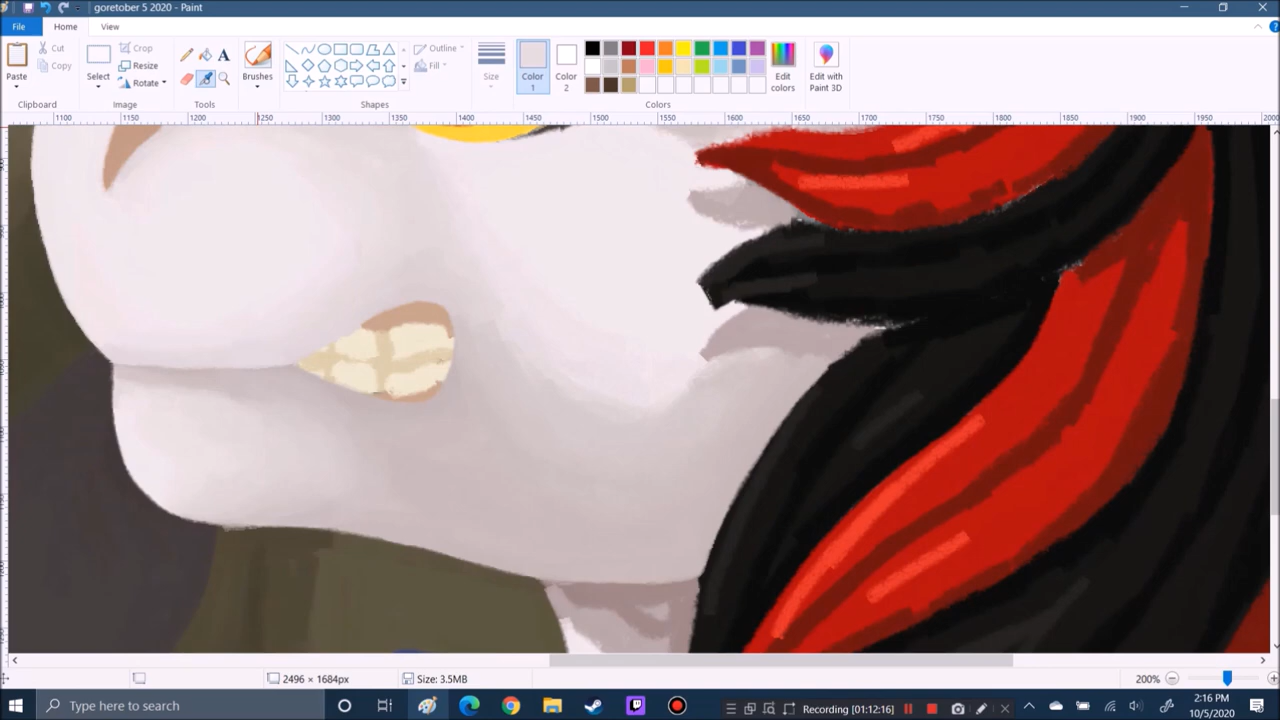 goretober 5 2020 - Paint
File
Home
View
Paste
Cut
Copy
Clipboard
Select
Crop
Resize
Rotate
Image
A
Tools
Brushes
Outline
Fill
Shapes
Size
Color 1
Color 2
Edit colors
Edit with Paint 3D
Colors
1100 1150 1200 1250 1300 1350 1400 1450 1500 1550 1600 1650 1700 1750 1800 1850 1900 1950 2000
2496 × 1684px
Size: 3.5MB
200%
Type here to search
Recording [01:12:16]
2:16 PM
10/5/2020